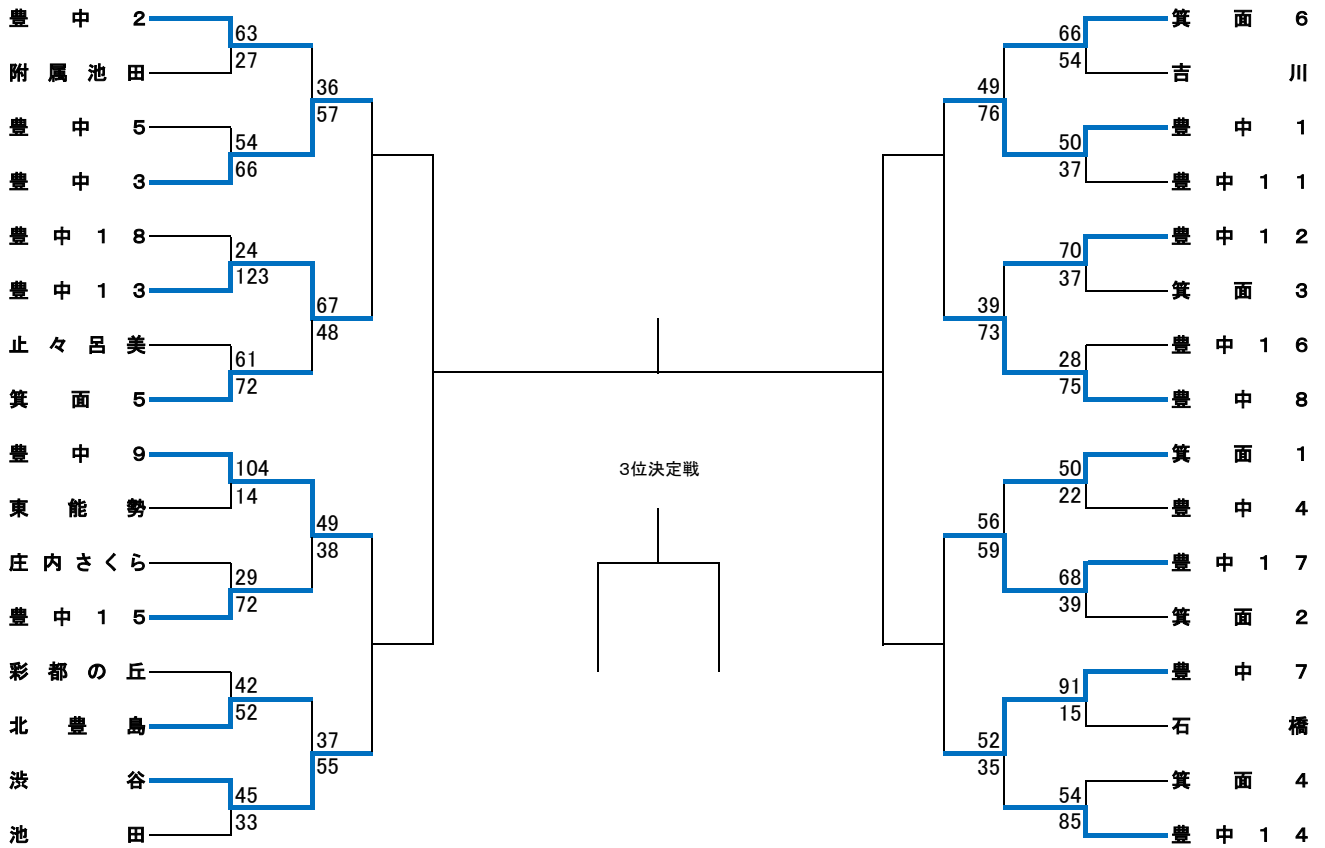 豊中2
63
27
附属池田
36
57
豊中5
54
66
豊中3
豊中18
24
123
豊中13
67
48
止々呂美
61
72
箕面5
豊中9
104
14
東能勢
49
38
庄内さくら
29
72
豊中15
彩都の丘
42
52
北豊島
37
55
渋谷
45
33
池田
3位決定戦
箕面6
66
54
吉川
49
76
豊中1
50
37
豊中11
豊中12
70
37
箕面3
39
73
豊中16
28
75
豊中8
箕面1
50
22
豊中4
56
59
豊中17
68
39
箕面2
豊中7
91
15
石橋
52
35
箕面4
54
85
豊中14